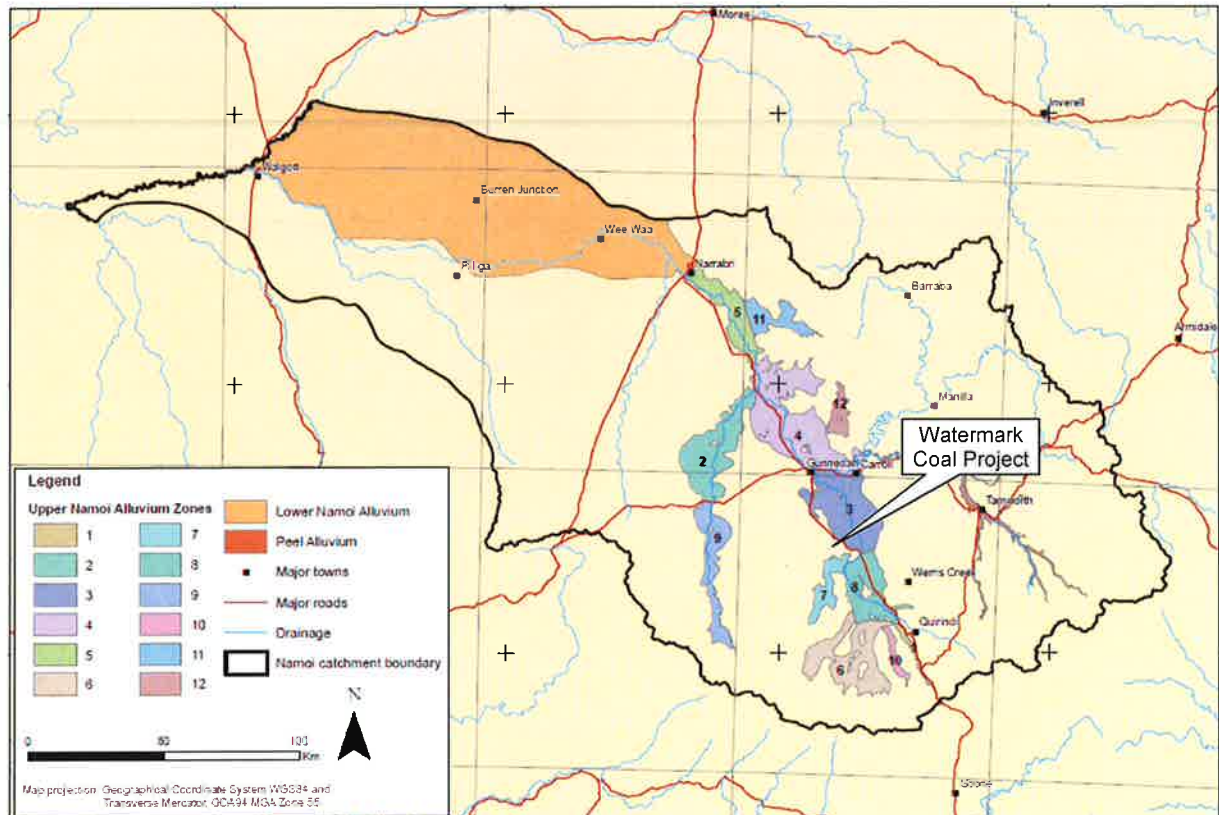 Moree
Inverell
Walgett
Burren Junction
Wee Waa
Pilliga
Narrabri
Barraba
Armidale
5
11
12
Manilla
4
Watermark
Coal Project
2
Gunnedah
Carroll
Tamworth
3
9
Werris Creek
7
8
Quirindi
6
10
Scone
Legend
Upper Namoi Alluvium Zones
1
2
3
4
5
6
7
8
9
10
11
12
Lower Namoi Alluvium
Peel Alluvium
Major towns
Major roads
Drainage
Namoi catchment boundary
N
0 50 100
Km
Map projection: Geographical Coordinate System WGS84 and
Transverse Mercator, GDA94 MGA Zone 55